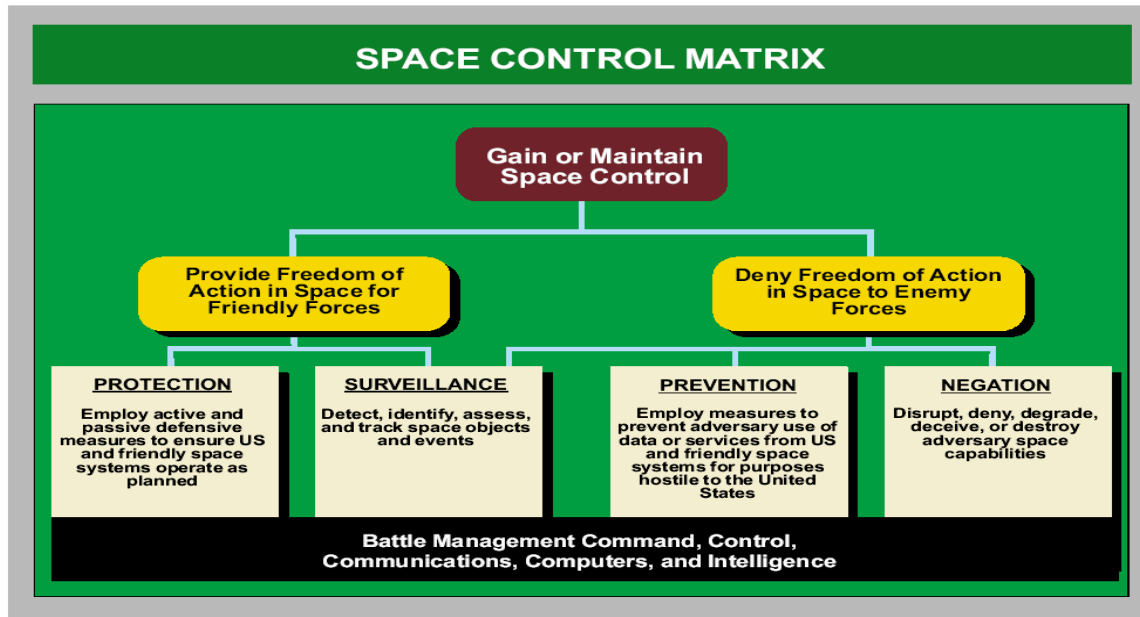 SPACE CONTROL MATRIX
Gain or Maintain
Space Control
Provide Freedom of
Action in Space for
Friendly Forces
Deny Freedom of Action
in Space to Enemy
Forces
PROTECTION
Employ active and
passive defensive
measures to ensure US
and friendly space
systems operate as
planned
SURVEILLANCE
Detect, identify, assess,
and track space objects
and events
PREVENTION
Employ measures to
prevent adversary use of
data or services from US
and friendly space
systems for purposes
hostile to the United
States
NEGATION
Disrupt, deny, degrade,
deceive, or destroy
adversary space
capabilities
Battle Management Command, Control,
Communications, Computers, and Intelligence